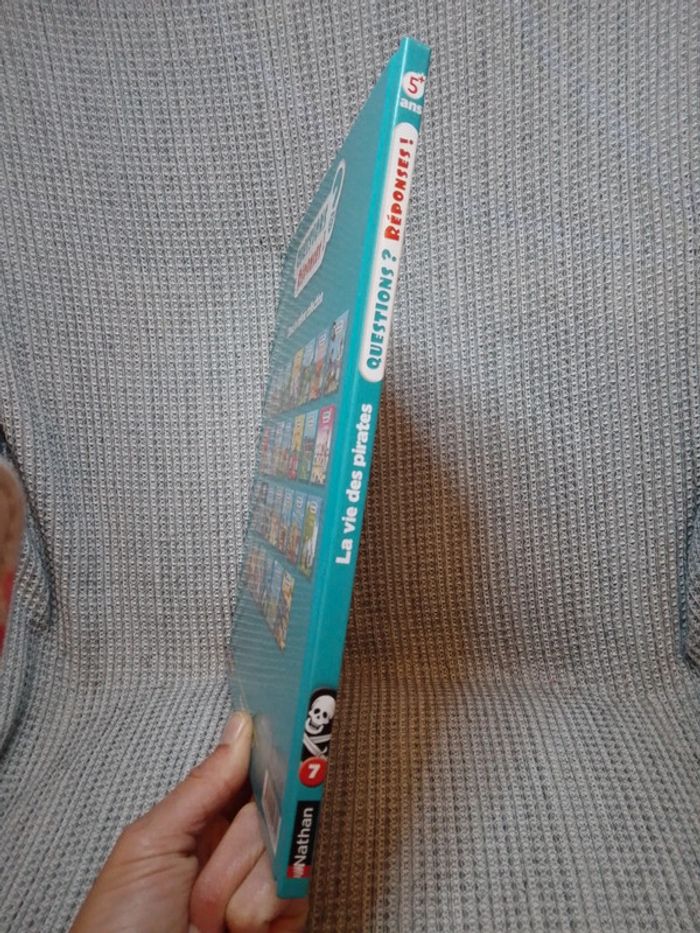 5+
ans
QUESTIONS ? RÉPONSES !
La vie des pirates
7
Nathan